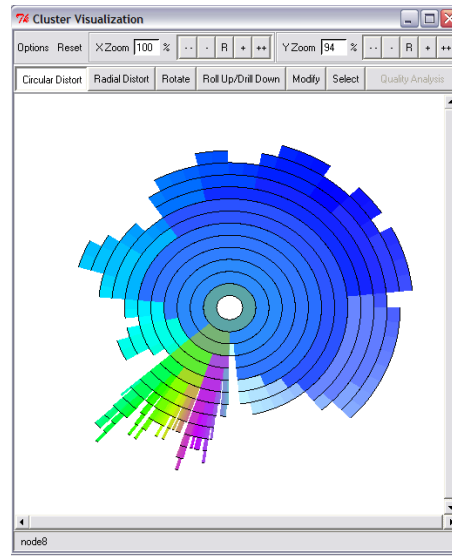 Cluster Visualization
Options Reset X Zoom 100 % -- - R + ++ Y Zoom 94 % -- - R + ++
Circular Distort Radial Distort Rotate Roll Up/Drill Down Modify Select Quality Analysis
node8